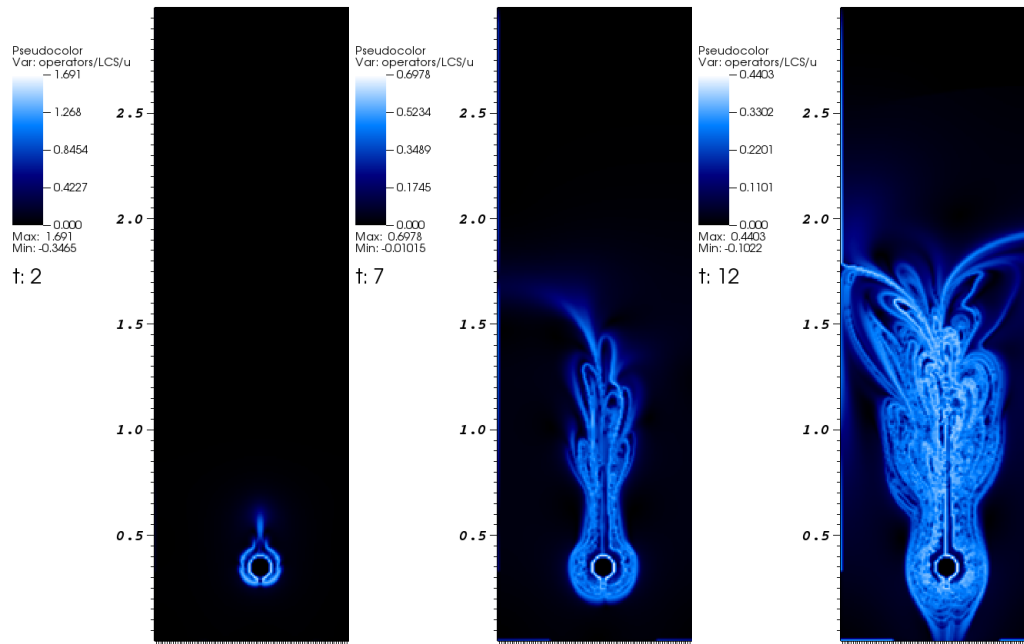 Pseudocolor
Var: operators/LCS/u
1.691
1.268
0.8454
0.4227
0.000
Max: 1.691
Min: -0.3465
t: 2
2.5
2.0
1.5
1.0
0.5
Pseudocolor
Var: operators/LCS/u
0.6978
0.5234
0.3489
0.1745
0.000
Max: 0.6978
Min: -0.01015
t: 7
2.5
2.0
1.5
1.0
0.5
Pseudocolor
Var: operators/LCS/u
0.4403
0.3302
0.2201
0.1101
0.000
Max: 0.4403
Min: -0.1022
t: 12
2.5
2.0
1.5
1.0
0.5